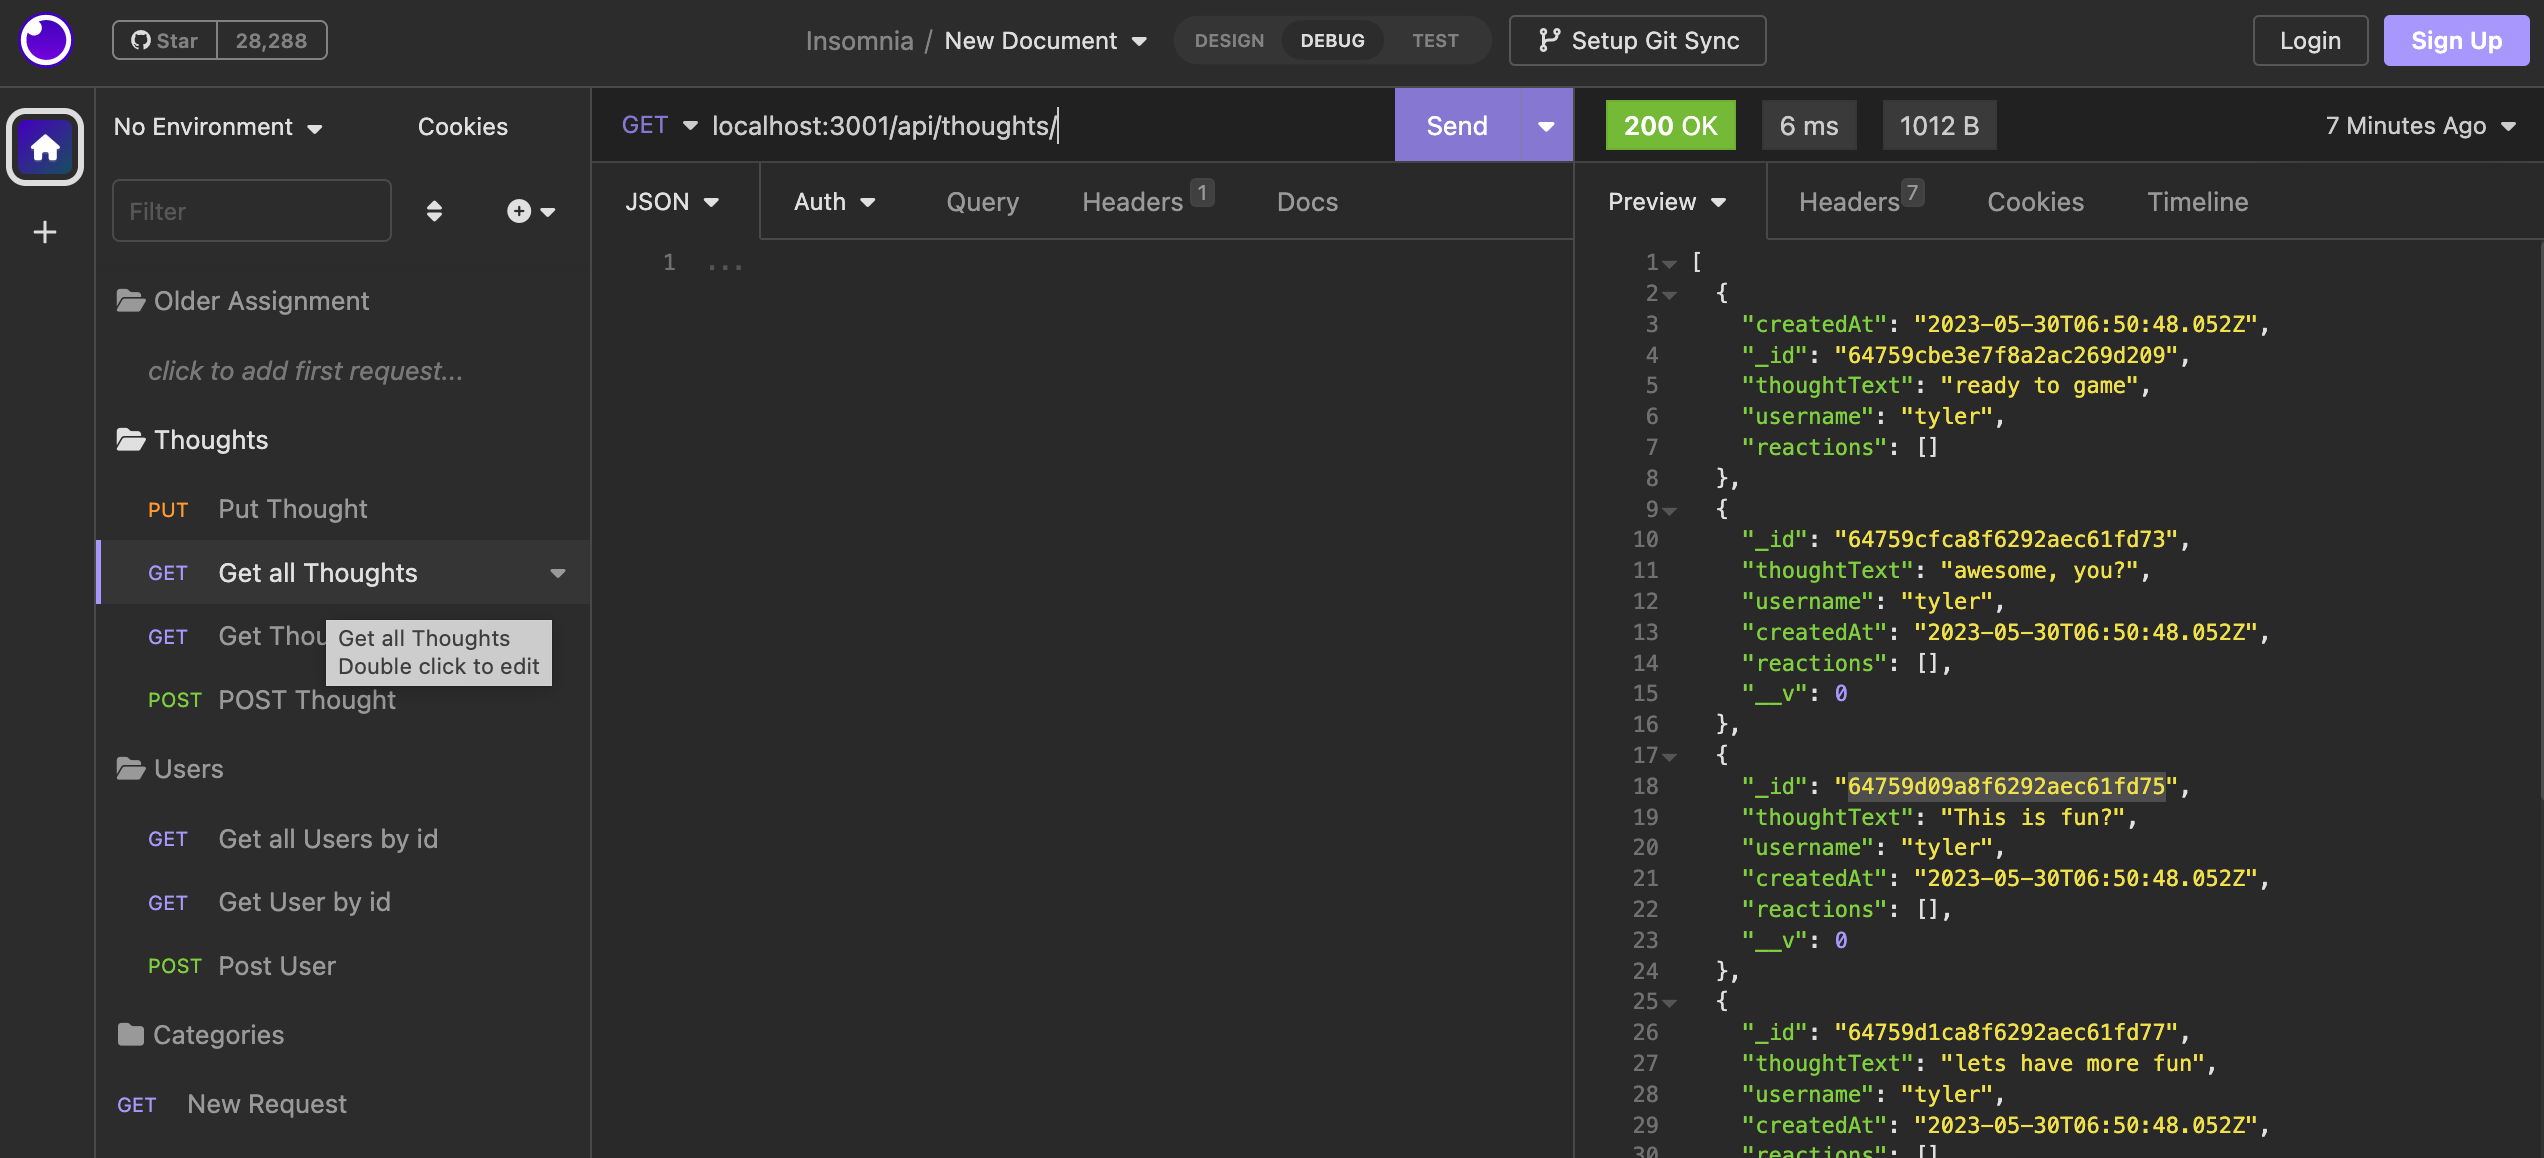 Star 28,288
Insomnia / New Document
DESIGN DEBUG TEST
Setup Git Sync
Login
Sign Up
No Environment
Cookies
Filter
Older Assignment
click to add first request...
Thoughts
PUT Put Thought
GET Get all Thoughts
GET Get Thou
Get all Thoughts
Double click to edit
POST POST Thought
Users
GET Get all Users by id
GET Get User by id
POST Post User
Categories
GET New Request
GET localhost:3001/api/thoughts/
Send
JSON Auth Query Headers 1 Docs
1 ...
200 OK 6 ms 1012 B 7 Minutes Ago
Preview Headers 7 Cookies Timeline
1 [
2 {
3 "createdAt": "2023-05-30T06:50:48.052Z",
4 "_id": "64759cbe3e7f8a2ac269d209",
5 "thoughtText": "ready to game",
6 "username": "tyler",
7 "reactions": []
8 },
9 {
10 "_id": "64759cfca8f6292aec61fd73",
11 "thoughtText": "awesome, you?",
12 "username": "tyler",
13 "createdAt": "2023-05-30T06:50:48.052Z",
14 "reactions": [],
15 "__v": 0
16 },
17 {
18 "_id": "64759d09a8f6292aec61fd75",
19 "thoughtText": "This is fun?",
20 "username": "tyler",
21 "createdAt": "2023-05-30T06:50:48.052Z",
22 "reactions": [],
23 "__v": 0
24 },
25 {
26 "_id": "64759d1ca8f6292aec61fd77",
27 "thoughtText": "lets have more fun",
28 "username": "tyler",
29 "createdAt": "2023-05-30T06:50:48.052Z",
30 "reactions": []